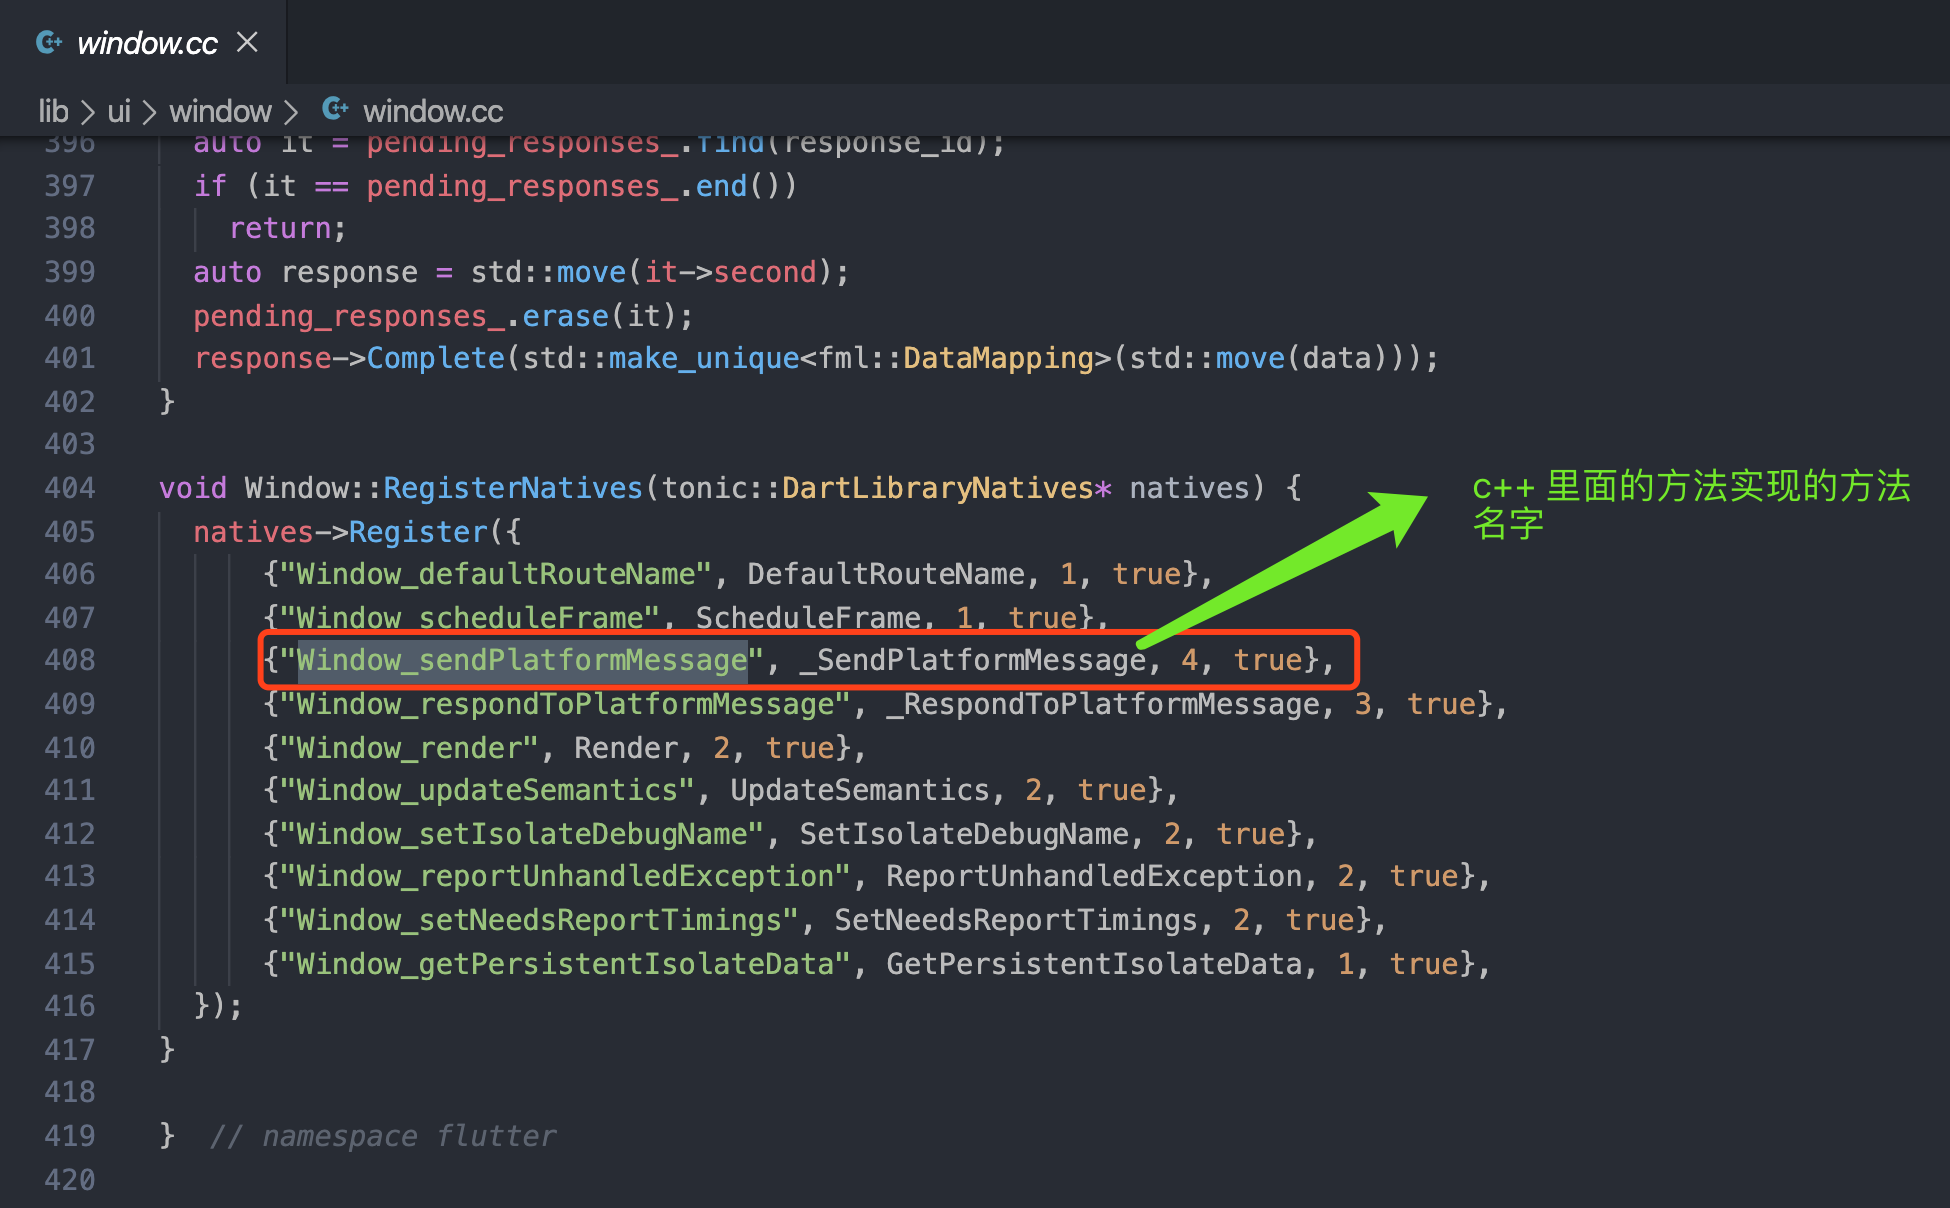 window.cc
lib > ui > window > window.cc
396 auto it = pending_responses_.find(response_id);
397 if (it == pending_responses_.end())
398 return;
399 auto response = std::move(it->second);
400 pending_responses_.erase(it);
401 response->Complete(std::make_unique<fml::DataMapping>(std::move(data)));
402 }
403
404 void Window::RegisterNatives(tonic::DartLibraryNatives* natives) {
c++ 里面的方法实现的方法
名字
405 natives->Register({
406 {"Window_defaultRouteName", DefaultRouteName, 1, true},
407 {"Window_scheduleFrame", ScheduleFrame, 1, true},
408 {"Window_sendPlatformMessage", _SendPlatformMessage, 4, true},
409 {"Window_respondToPlatformMessage", _RespondToPlatformMessage, 3, true},
410 {"Window_render", Render, 2, true},
411 {"Window_updateSemantics", UpdateSemantics, 2, true},
412 {"Window_setIsolateDebugName", SetIsolateDebugName, 2, true},
413 {"Window_reportUnhandledException", ReportUnhandledException, 2, true},
414 {"Window_setNeedsReportTimings", SetNeedsReportTimings, 2, true},
415 {"Window_getPersistentIsolateData", GetPersistentIsolateData, 1, true},
416 });
417 }
418
419 } // namespace flutter
420